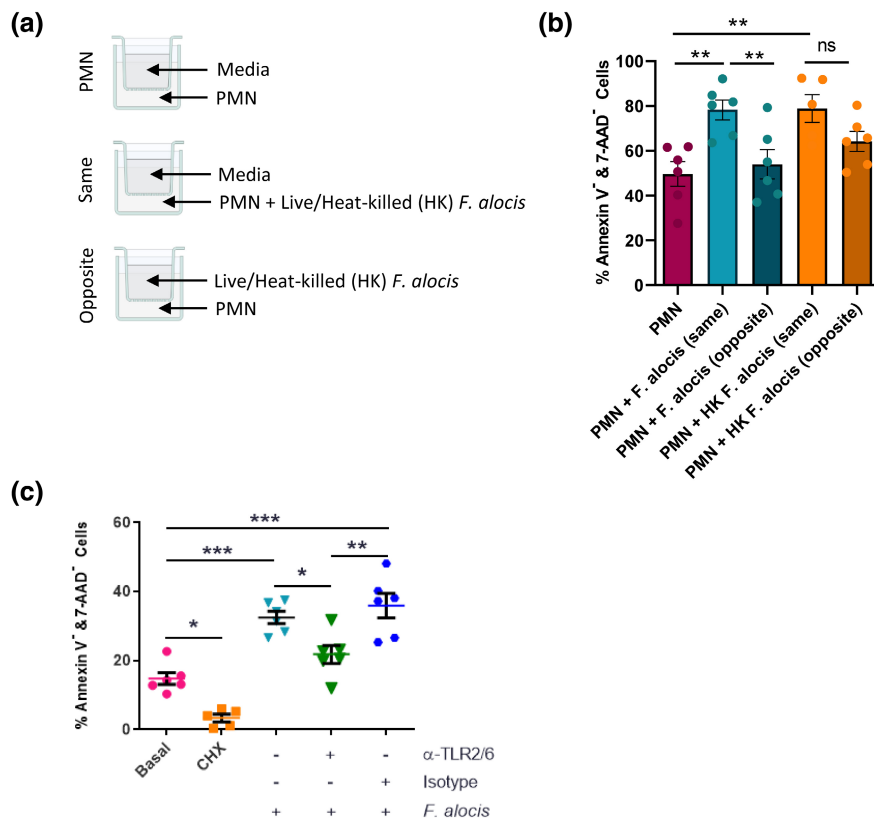 (a)
PMN
Media
PMN
Same
Media
PMN + Live/Heat-killed (HK) F. alocis
Opposite
Live/Heat-killed (HK) F. alocis
PMN
(b)
% Annexin V⁻ & 7-AAD⁻ Cells
100
80
60
40
20
0
**
**
**
ns
PMN
PMN + F. alocis (same)
PMN + F. alocis (opposite)
PMN + HK F. alocis (same)
PMN + HK F. alocis (opposite)
(c)
% Annexin V⁻ & 7-AAD⁻ Cells
60
40
20
0
***
***
**
*
*
Basal
CHX
- + - α-TLR2/6
- - + Isotype
+ + + F. alocis